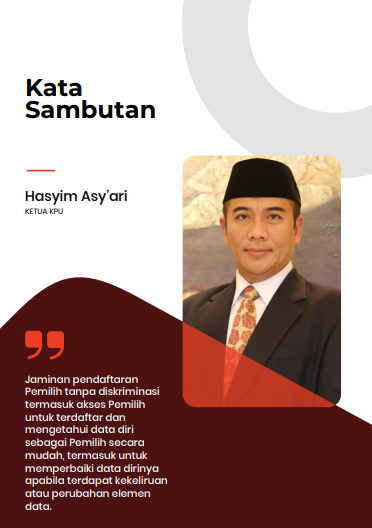 Kata
Sambutan
Hasyim Asy'ari
KETUA KPU
Jaminan pendaftaran
Pemilih tanpa diskriminasi
termasuk akses Pemilih
untuk terdaftar dan
mengetahui data diri
sebagai Pemilih secara
mudah, termasuk untuk
memperbaiki data dirinya
apabila terdapat kekeliruan
atau perubahan elemen
data.